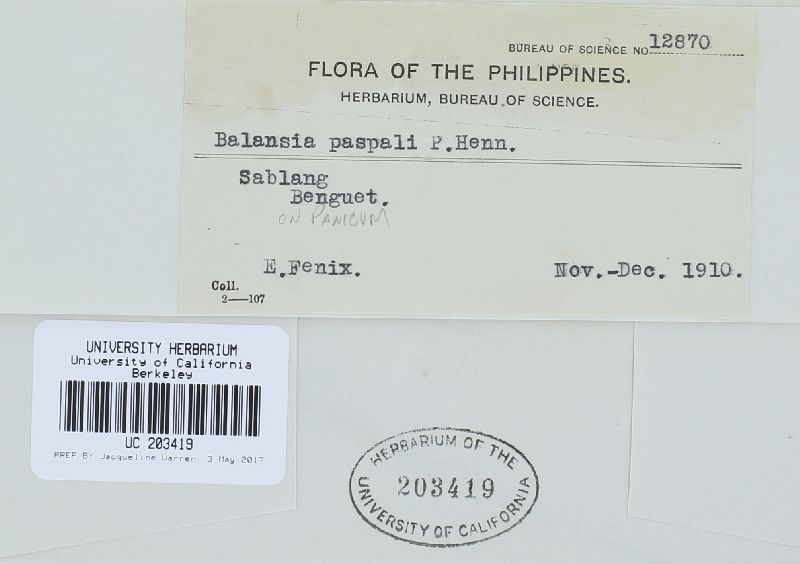 BUREAU OF SCIENCE NO 12870
FLORA OF THE PHILIPPINES.
HERBARIUM, BUREAU OF SCIENCE.
Balansia paspali P.Henn.
Sablang
Benguet.
ON PANICUM
E.Fenix.
Nov.-Dec. 1910.
Coll.
2—107
UNIVERSITY HERBARIUM
University of California
Berkeley
UC 203419
PREP BY Jacqueline Warren, 3 May 2017
HERBARIUM OF THE
203419
UNIVERSITY OF CALIFORNIA